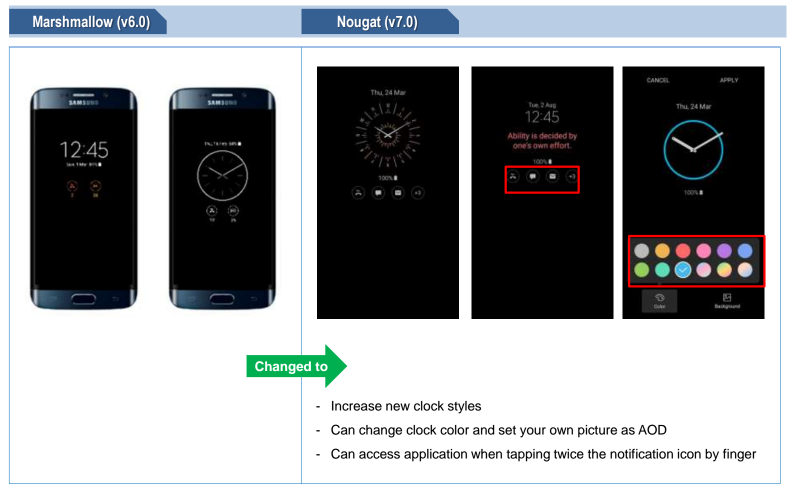 Marshmallow (v6.0)
Nougat (v7.0)
SAMSUNG
12:45
2
SAMSUNG
Thu, 24 Mar
100%
+3
Tue, 2 Aug
12:45
Ability is decided by
one's own effort.
100%
+3
CANCEL APPLY
Thu, 24 Mar
100%
Color Background
Changed to
- Increase new clock styles
- Can change clock color and set your own picture as AOD
- Can access application when tapping twice the notification icon by finger